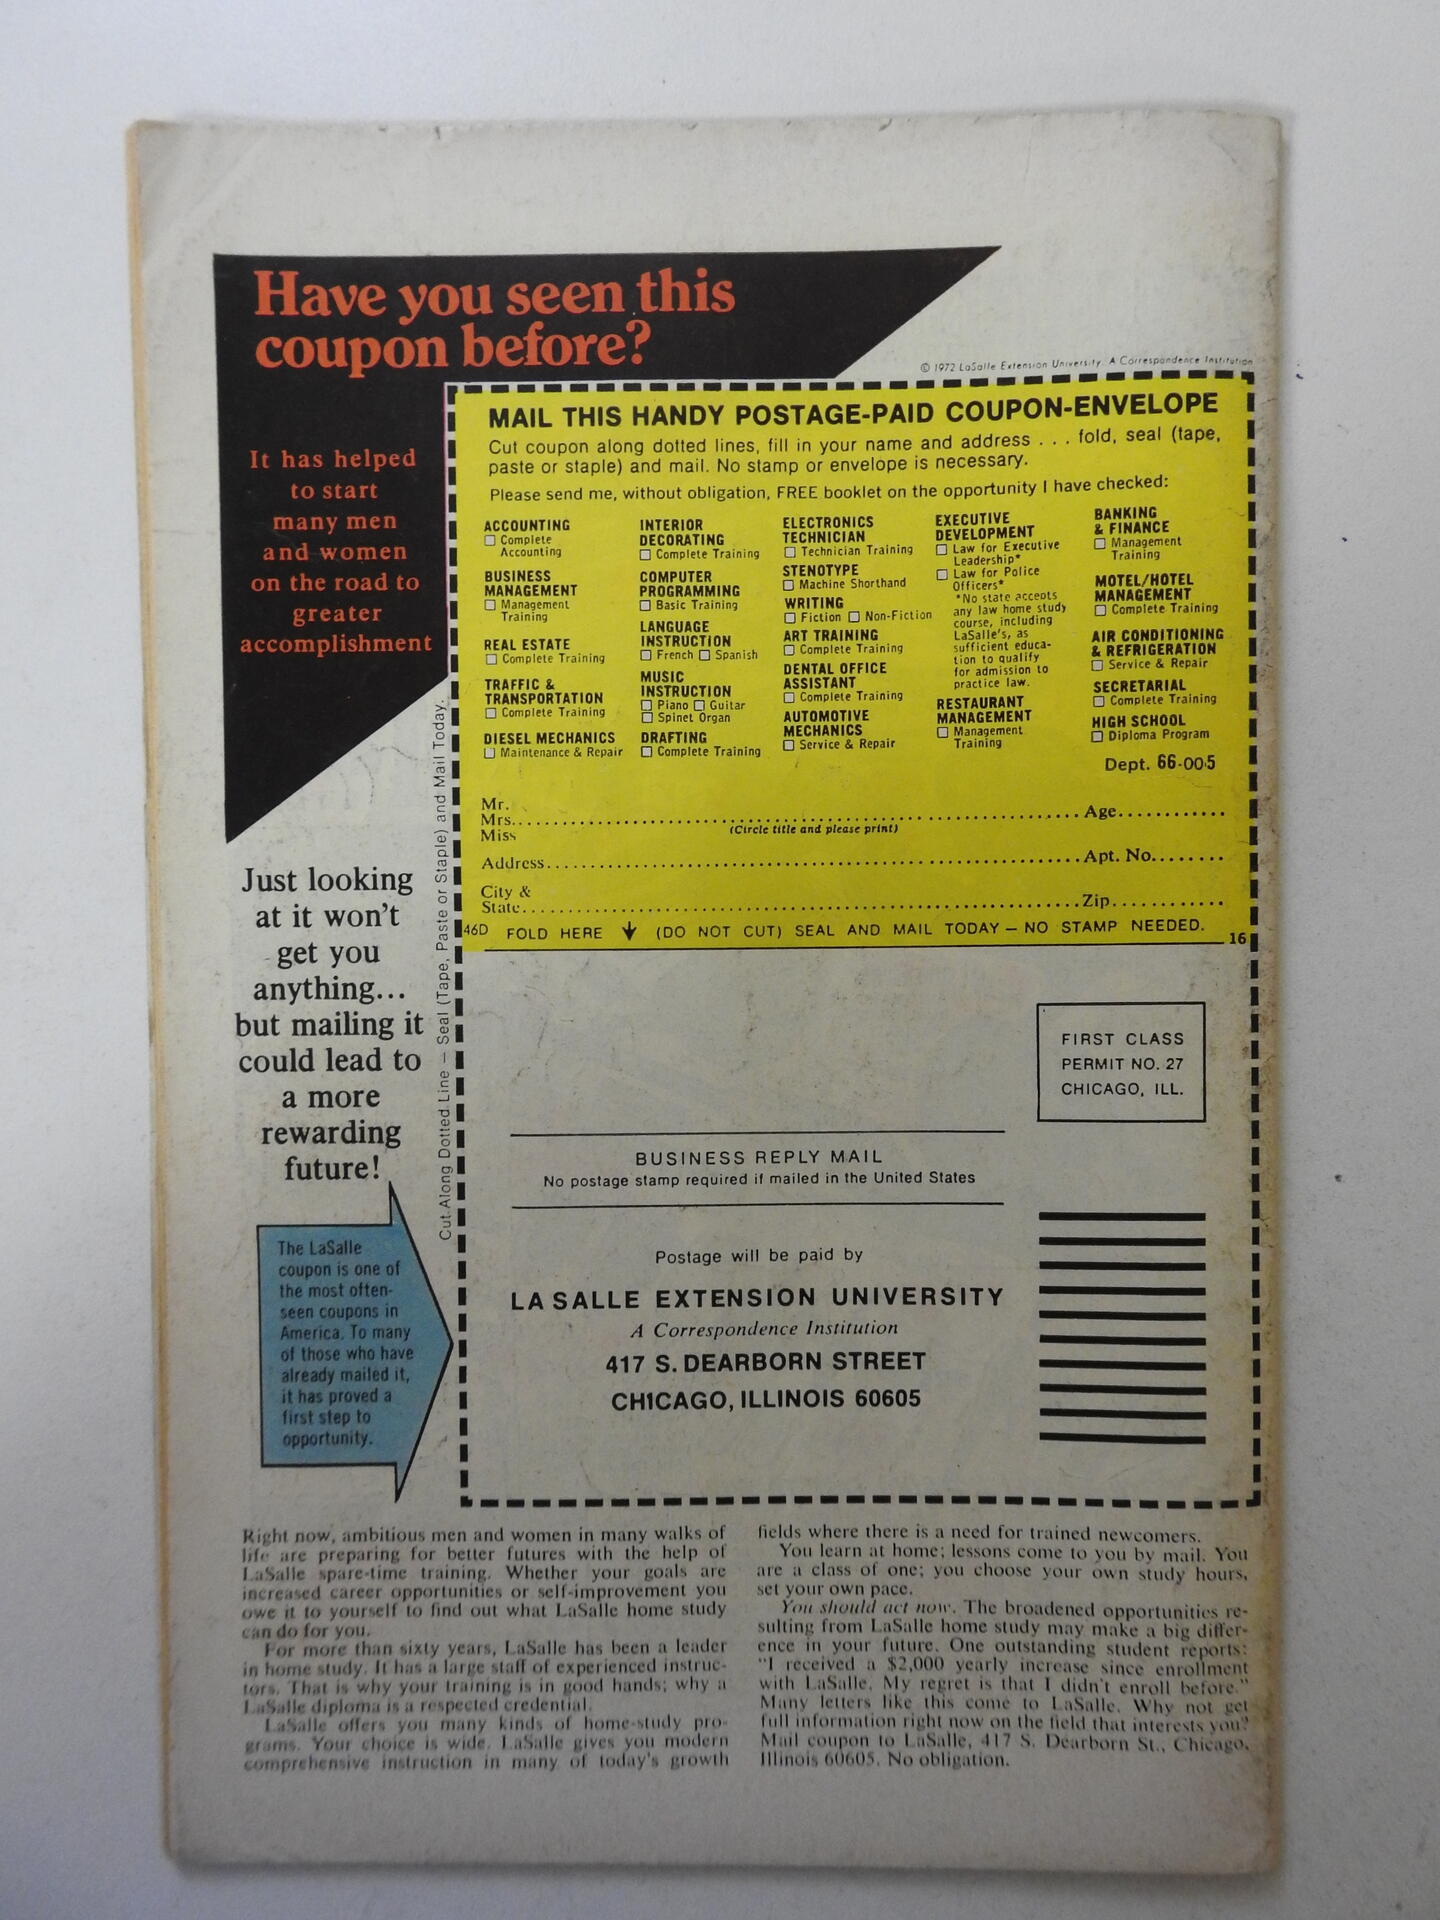 Have you seen this
coupon before?
© 1972 LaSalle Extension University. A Correspondence Institution
It has helped
to start
many men
and women
on the road to
greater
accomplishment
MAIL THIS HANDY POSTAGE-PAID COUPON-ENVELOPE
Cut coupon along dotted lines, fill in your name and address . . . fold, seal (tape,
paste or staple) and mail. No stamp or envelope is necessary.
Please send me, without obligation, FREE booklet on the opportunity I have checked:
ACCOUNTING
☐ Complete
Accounting
BUSINESS
MANAGEMENT
☐ Management
Training
REAL ESTATE
☐ Complete Training
TRAFFIC &
TRANSPORTATION
☐ Complete Training
DIESEL MECHANICS
☐ Maintenance & Repair
INTERIOR
DECORATING
☐ Complete Training
COMPUTER
PROGRAMMING
☐ Basic Training
LANGUAGE
INSTRUCTION
☐ French ☐ Spanish
MUSIC
INSTRUCTION
☐ Piano ☐ Guitar
☐ Spinet Organ
DRAFTING
☐ Complete Training
ELECTRONICS
TECHNICIAN
☐ Technician Training
STENOTYPE
☐ Machine Shorthand
WRITING
☐ Fiction ☐ Non-Fiction
ART TRAINING
☐ Complete Training
DENTAL OFFICE
ASSISTANT
☐ Complete Training
AUTOMOTIVE
MECHANICS
☐ Service & Repair
EXECUTIVE
DEVELOPMENT
☐ Law for Executive
Leadership*
☐ Law for Police
Officers*
*No state accepts
any law home study
course, including
LaSalle's, as
sufficient educa-
tion to qualify
for admission to
practice law.
RESTAURANT
MANAGEMENT
☐ Management
Training
BANKING
& FINANCE
☐ Management
Training
MOTEL/HOTEL
MANAGEMENT
☐ Complete Training
AIR CONDITIONING
& REFRIGERATION
☐ Service & Repair
SECRETARIAL
☐ Complete Training
HIGH SCHOOL
☐ Diploma Program
Dept. 66-005
Mr.
Mrs.......... Age..........
Miss
(Circle title and please print)
Address.......... Apt. No........
City &
State.......... Zip..........
46D FOLD HERE ↓ (DO NOT CUT) SEAL AND MAIL TODAY – NO STAMP NEEDED.
16
Cut Along Dotted Line – Seal (Tape, Paste or Staple) and Mail Today.
Just looking
at it won't
get you
anything...
but mailing it
could lead to
a more
rewarding
future!
The LaSalle
coupon is one of
the most often-
seen coupons in
America. To many
of those who have
already mailed it,
it has proved a
first step to
opportunity.
FIRST CLASS
PERMIT NO. 27
CHICAGO, ILL.
BUSINESS REPLY MAIL
No postage stamp required if mailed in the United States
Postage will be paid by
LA SALLE EXTENSION UNIVERSITY
A Correspondence Institution
417 S. DEARBORN STREET
CHICAGO, ILLINOIS 60605
Right now, ambitious men and women in many walks of
life are preparing for better futures with the help of
LaSalle spare-time training. Whether your goals are
increased career opportunities or self-improvement you
owe it to yourself to find out what LaSalle home study
can do for you.
For more than sixty years, LaSalle has been a leader
in home study. It has a large staff of experienced instruc-
tors. That is why your training is in good hands; why a
LaSalle diploma is a respected credential.
LaSalle offers you many kinds of home-study pro-
grams. Your choice is wide. LaSalle gives you modern
comprehensive instruction in many of today's growth
fields where there is a need for trained newcomers.
You learn at home; lessons come to you by mail. You
are a class of one; you choose your own study hours,
set your own pace.
You should act now. The broadened opportunities re-
sulting from LaSalle home study may make a big differ-
ence in your future. One outstanding student reports:
"I received a $2,000 yearly increase since enrollment
with LaSalle. My regret is that I didn't enroll before."
Many letters like this come to LaSalle. Why not get
full information right now on the field that interests you?
Mail coupon to LaSalle, 417 S. Dearborn St., Chicago,
Illinois 60605. No obligation.